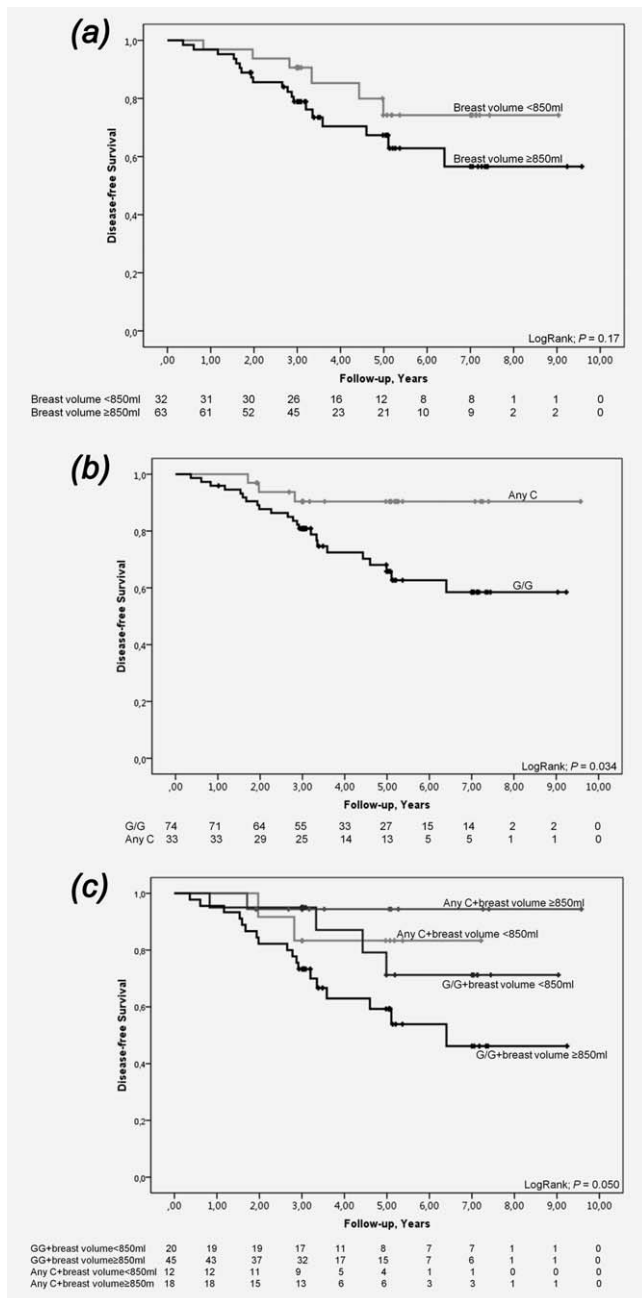 (a)
1,0
0,8
0,6
0,4
0,2
0,0
Disease-free Survival
Breast volume <850ml
Breast volume ≥850ml
LogRank; P = 0.17
,00 1,00 2,00 3,00 4,00 5,00 6,00 7,00 8,00 9,00 10,00
Follow-up, Years
Breast volume <850ml 32 31 30 26 16 12 8 8 1 1 0
Breast volume ≥850ml 63 61 52 45 23 21 10 9 2 2 0
(b)
1,0
0,8
0,6
0,4
0,2
0,0
Disease-free Survival
Any C
G/G
LogRank; P = 0.034
,00 1,00 2,00 3,00 4,00 5,00 6,00 7,00 8,00 9,00 10,00
Follow-up, Years
G/G 74 71 64 55 33 27 15 14 2 2 0
Any C 33 33 29 25 14 13 5 5 1 1 0
(c)
1,0
0,8
0,6
0,4
0,2
0,0
Disease-free Survival
Any C+breast volume ≥850ml
Any C+breast volume <850ml
G/G+breast volume <850ml
G/G+breast volume ≥850ml
LogRank; P = 0.050
,00 1,00 2,00 3,00 4,00 5,00 6,00 7,00 8,00 9,00 10,00
Follow-up, Years
GG+breast volume<850ml 20 19 19 17 11 8 7 7 1 1 0
GG+breast volume≥850ml 45 43 37 32 17 15 7 6 1 1 0
Any C+breast volume<850ml 12 12 11 9 5 4 1 1 0 0 0
Any C+breast volume≥850m 18 18 15 13 6 6 3 3 1 1 0